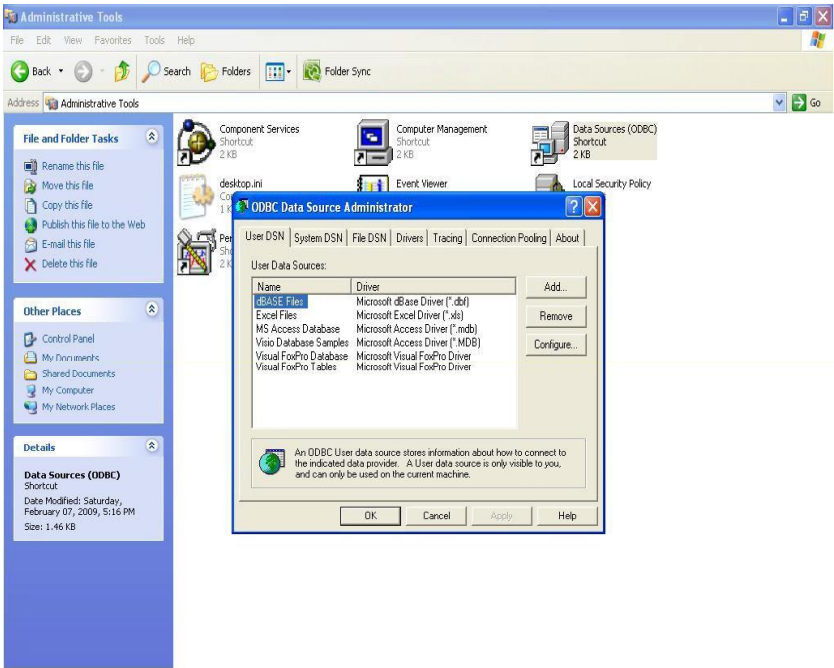 Administrative Tools
File Edit View Favorites Tools Help
Back Search Folders Folder Sync
Address Administrative Tools Go
File and Folder Tasks
Rename this file
Move this file
Copy this file
Publish this file to the Web
E-mail this file
Delete this file
Other Places
Control Panel
My Documents
Shared Documents
My Computer
My Network Places
Details
Data Sources (ODBC)
Shortcut
Date Modified: Saturday,
February 07, 2009, 5:16 PM
Size: 1.46 KB
Component Services
Shortcut
2 KB
Computer Management
Shortcut
2 KB
Data Sources (ODBC)
Shortcut
2 KB
desktop.ini
Event Viewer
Local Security Policy
ODBC Data Source Administrator
User DSN System DSN File DSN Drivers Tracing Connection Pooling About
User Data Sources:
Name Driver
dBASE Files Microsoft dBase Driver (*.dbf)
Excel Files Microsoft Excel Driver (*.xls)
MS Access Database Microsoft Access Driver (*.mdb)
Visio Database Samples Microsoft Access Driver (*.MDB)
Visual FoxPro Database Microsoft Visual FoxPro Driver
Visual FoxPro Tables Microsoft Visual FoxPro Driver
Add...
Remove
Configure...
An ODBC User data source stores information about how to connect to
the indicated data provider. A User data source is only visible to you,
and can only be used on the current machine.
OK Cancel Apply Help